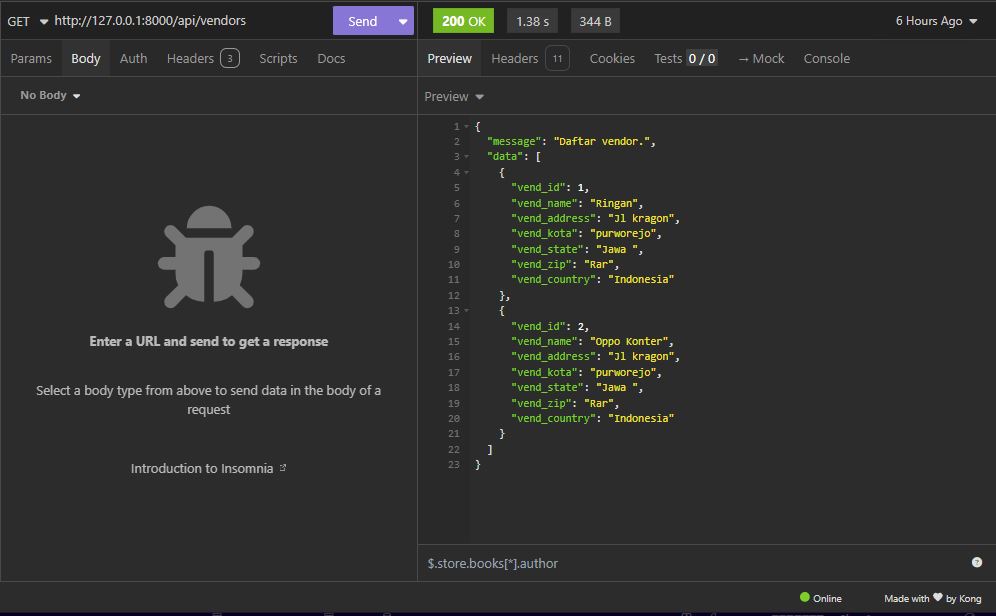 GET http://127.0.0.1:8000/api/vendors Send
200 OK 1.38 s 344 B 6 Hours Ago
Params Body Auth Headers 3 Scripts Docs
Preview Headers 11 Cookies Tests 0 / 0 → Mock Console
No Body
Preview
Enter a URL and send to get a response
Select a body type from above to send data in the body of a
request
Introduction to Insomnia
1 {
2 "message": "Daftar vendor.",
3 "data": [
4 {
5 "vend_id": 1,
6 "vend_name": "Ringan",
7 "vend_address": "Jl kragon",
8 "vend_kota": "purworejo",
9 "vend_state": "Jawa ",
10 "vend_zip": "Rar",
11 "vend_country": "Indonesia"
12 },
13 {
14 "vend_id": 2,
15 "vend_name": "Oppo Konter",
16 "vend_address": "Jl kragon",
17 "vend_kota": "purworejo",
18 "vend_state": "Jawa ",
19 "vend_zip": "Rar",
20 "vend_country": "Indonesia"
21 }
22 ]
23 }
$.store.books[*].author ?
Online Made with ♥ by Kong